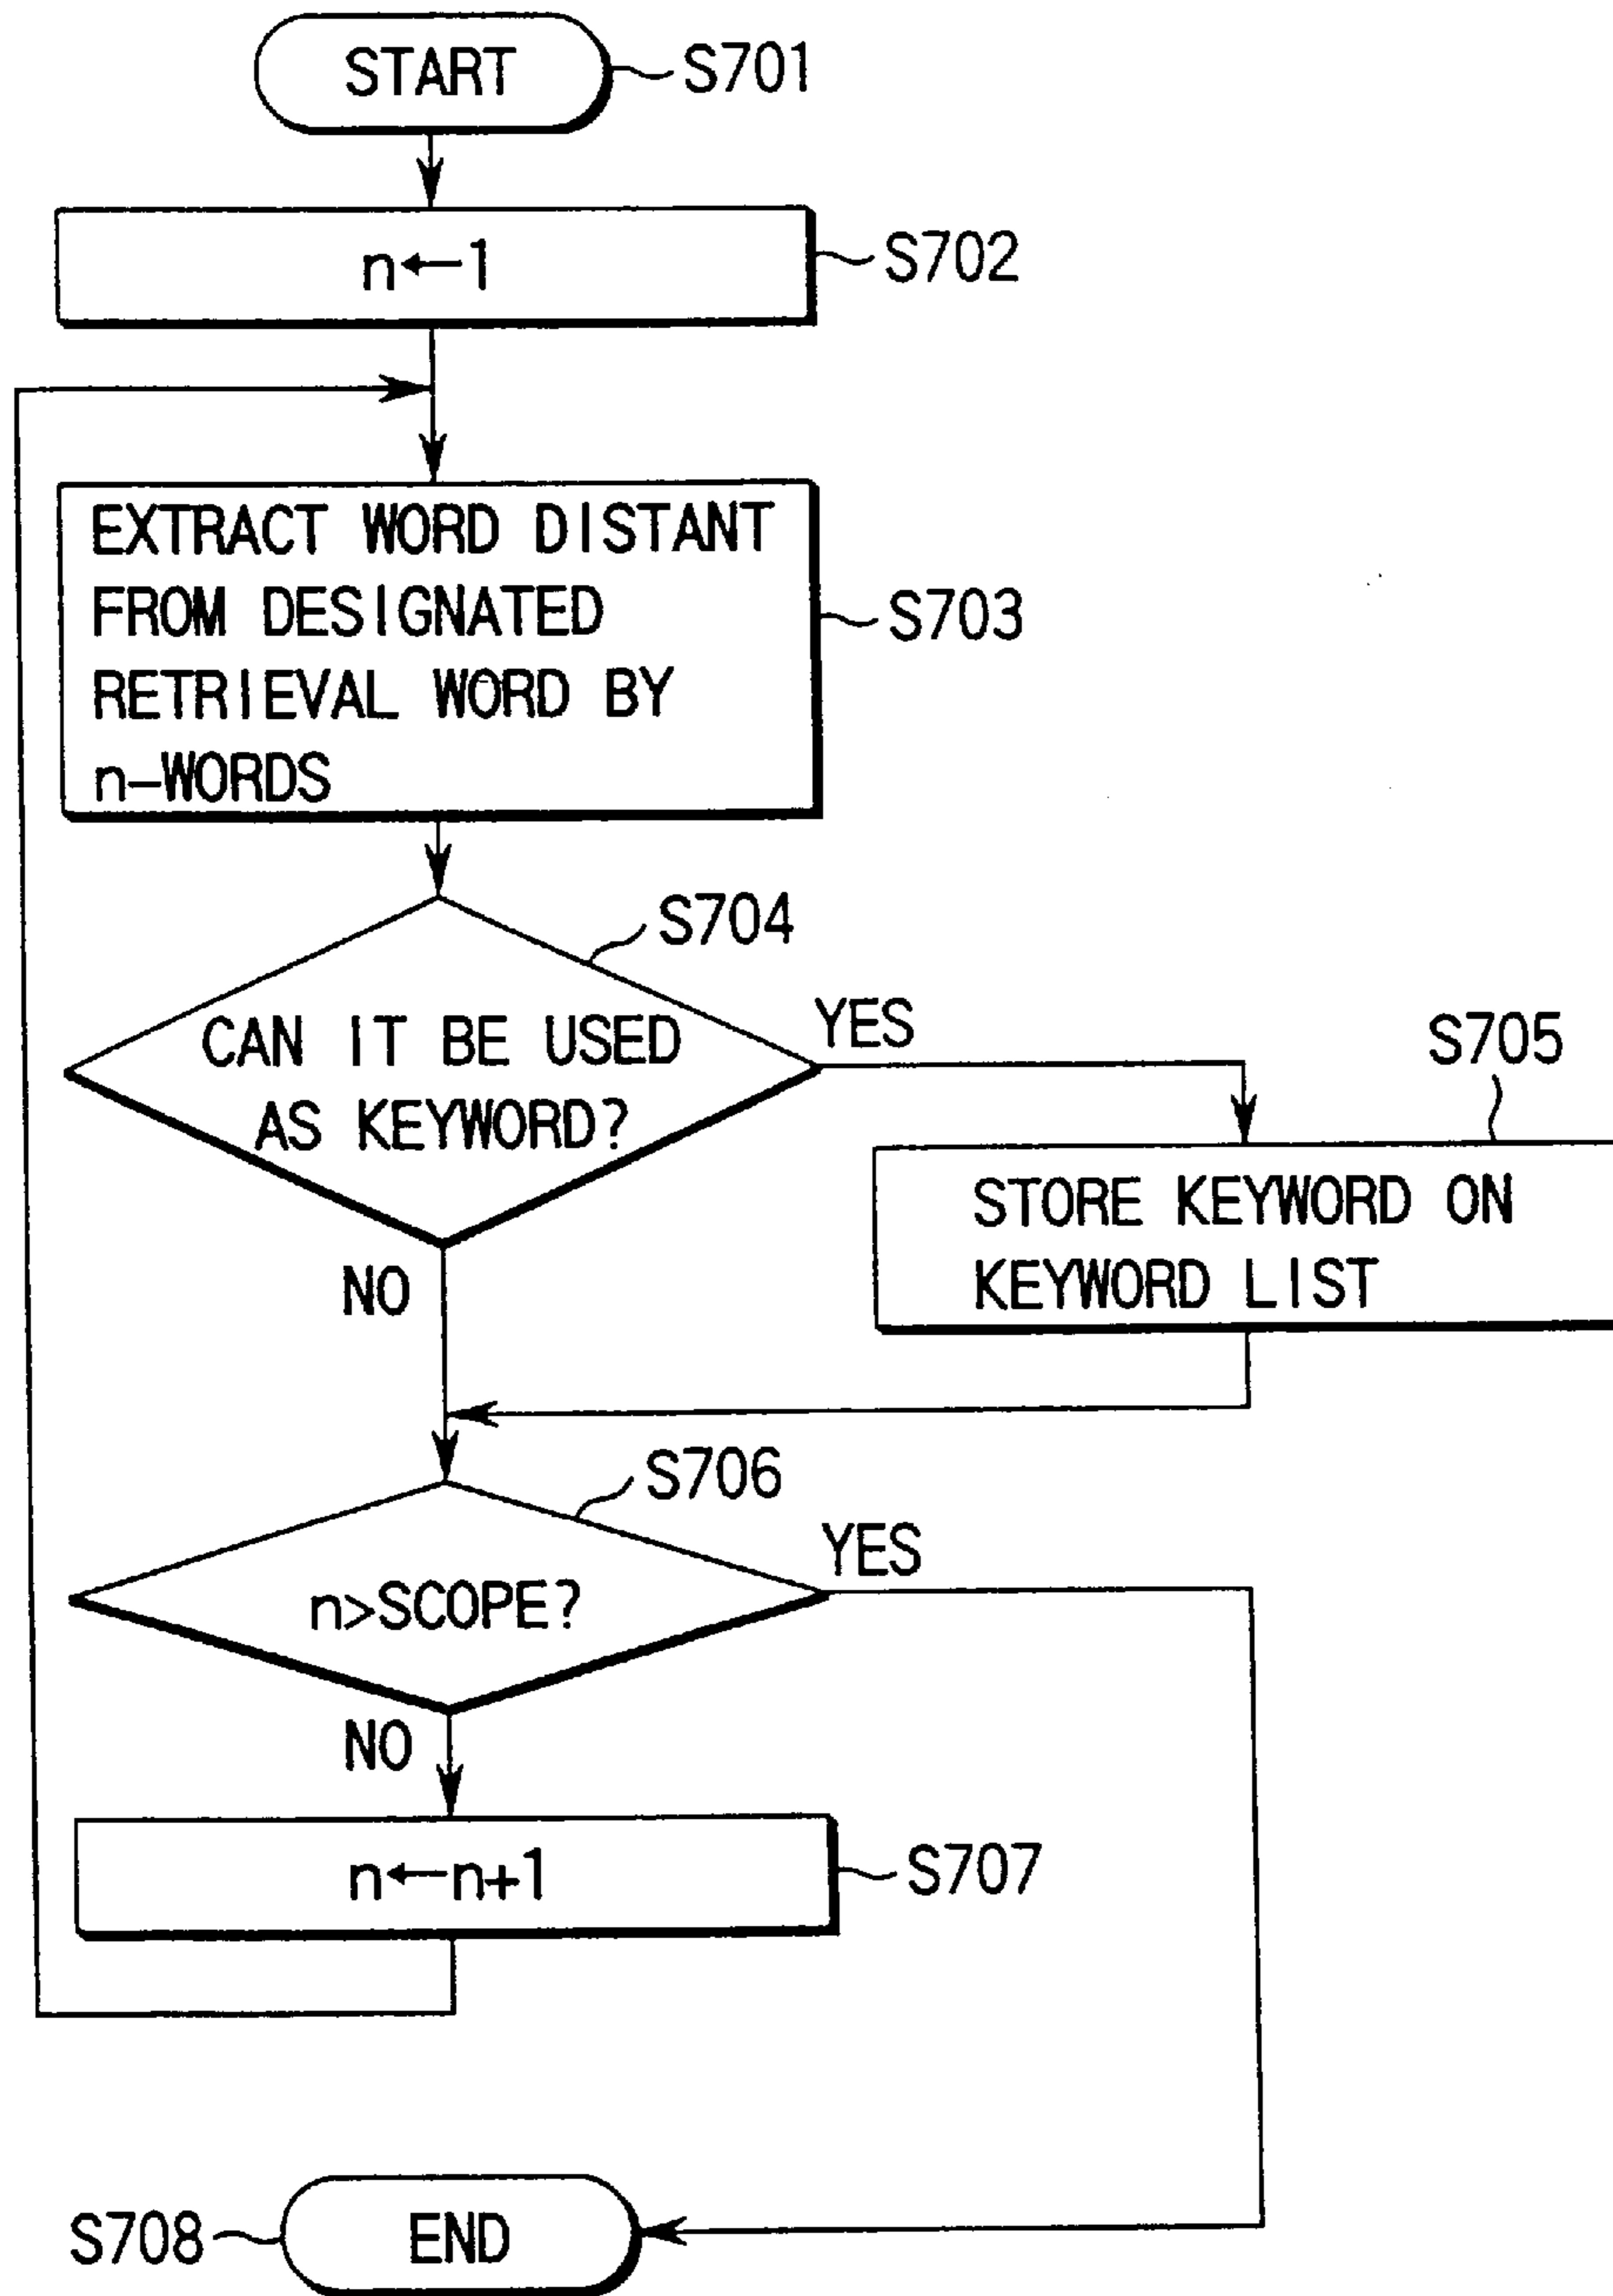 START
S701
n←1
S702
EXTRACT WORD DISTANT
FROM DESIGNATED
RETRIEVAL WORD BY
n-WORDS
S703
S704
CAN IT BE USED
AS KEYWORD?
YES
NO
S705
STORE KEYWORD ON
KEYWORD LIST
S706
n>SCOPE?
YES
NO
n←n+1
S707
S708
END